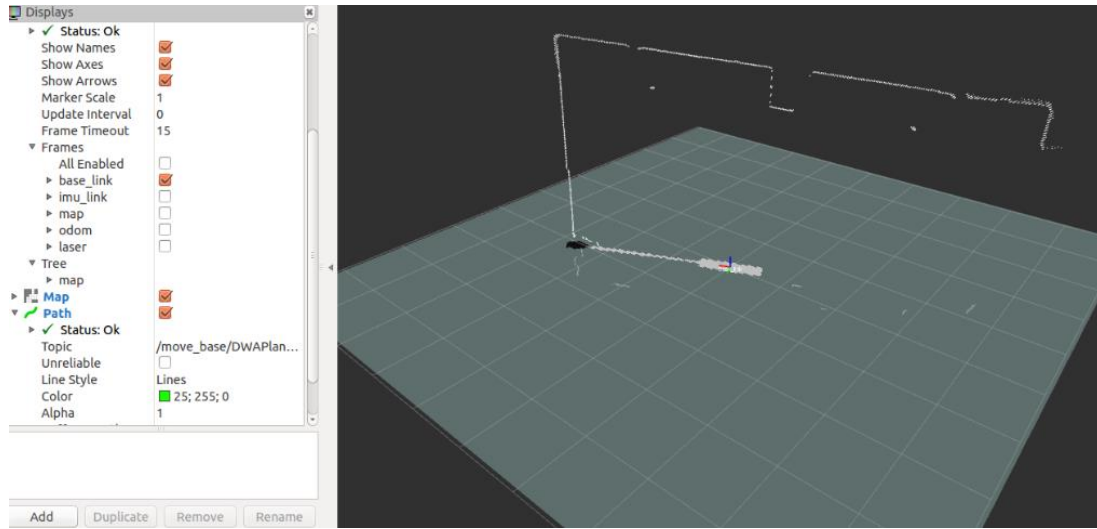 Displays
Status: Ok
Show Names
Show Axes
Show Arrows
Marker Scale 1
Update Interval 0
Frame Timeout 15
Frames
All Enabled
base_link
imu_link
map
odom
laser
Tree
map
Map
Path
Status: Ok
Topic /move_base/DWAPlan...
Unreliable
Line Style Lines
Color 25; 255; 0
Alpha 1
Add Duplicate Remove Rename